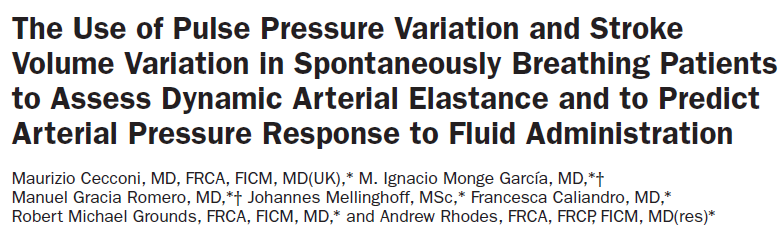 The Use of Pulse Pressure Variation and Stroke
Volume Variation in Spontaneously Breathing Patients
to Assess Dynamic Arterial Elastance and to Predict
Arterial Pressure Response to Fluid Administration
Maurizio Cecconi, MD, FRCA, FICM, MD(UK),* M. Ignacio Monge García, MD,*†
Manuel Gracia Romero, MD,*† Johannes Mellinghoff, MSc,* Francesca Caliandro, MD,*
Robert Michael Grounds, FRCA, FICM, MD,* and Andrew Rhodes, FRCA, FRCP, FICM, MD(res)*